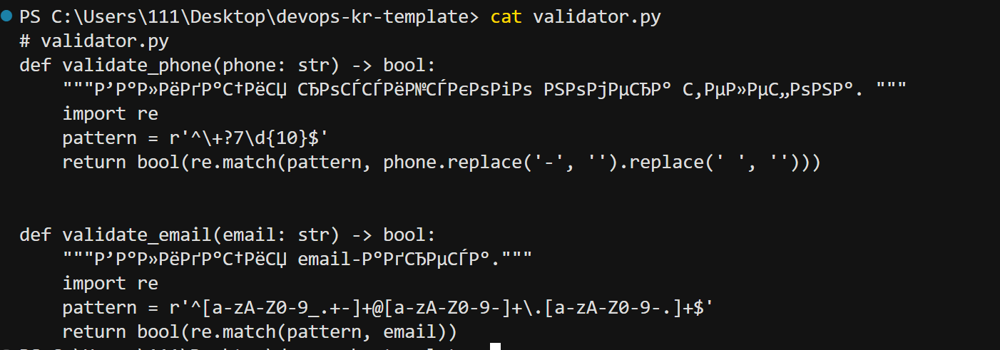 PS C:\Users\111\Desktop\devops-kr-template> cat validator.py
# validator.py
def validate_phone(phone: str) -> bool:
    """Р’Р°Р»РёРґР°С†РёСЏ СЂРѕСЃСЃРёР№СЃРєРѕРіРѕ РЅРѕРјРµСЂР° С‚РµР»РµС„РѕРЅР°. """
    import re
    pattern = r'^\+?7\d{10}$'
    return bool(re.match(pattern, phone.replace('-', '').replace(' ', '')))
def validate_email(email: str) -> bool:
    """Р’Р°Р»РёРґР°С†РёСЏ email-Р°РґСЂРµСЃР°."""
    import re
    pattern = r'^[a-zA-Z0-9_.+-]+@[a-zA-Z0-9-]+\.[a-zA-Z0-9-.]+$'
    return bool(re.match(pattern, email))